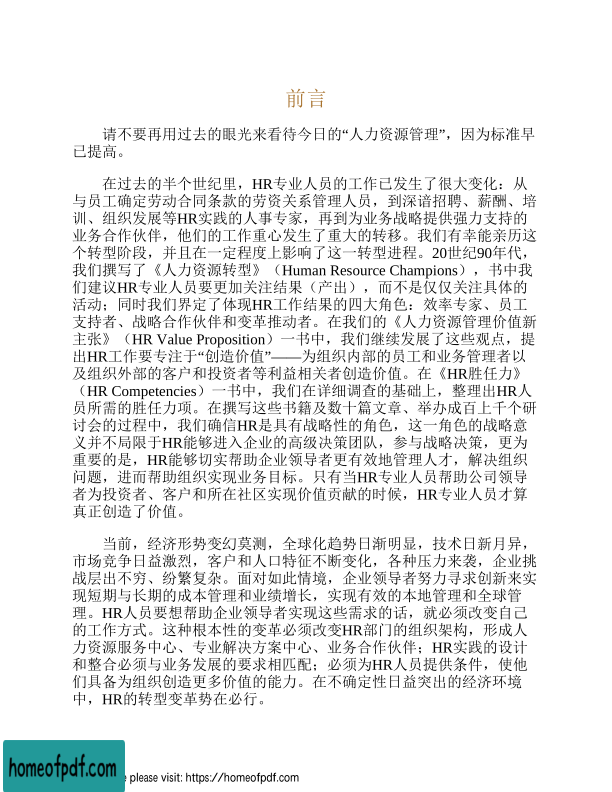 前言
请不要再用过去的眼光来看待今日的“人力资源管理”，因为标准早
已提高。
在过去的半个世纪里，HR专业人员的工作已发生了很大变化：从
与员工确定劳动合同条款的劳资关系管理人员，到深谙招聘、薪酬、培
训、组织发展等HR实践的人事专家，再到为业务战略提供强力支持的
业务合作伙伴，他们的工作重心发生了重大的转移。我们有幸能亲历这
个转型阶段，并且在一定程度上影响了这一转型进程。20世纪90年代，
我们撰写了《人力资源转型》（Human Resource Champions），书中我
们建议HR专业人员要更加关注结果（产出），而不是仅仅关注具体的
活动；同时我们界定了体现HR工作结果的四大角色：效率专家、员工
支持者、战略合作伙伴和变革推动者。在我们的《人力资源管理价值新
主张》（HR Value Proposition）一书中，我们继续发展了这些观点，提
出HR工作要专注于“创造价值”——为组织内部的员工和业务管理者以
及组织外部的客户和投资者等利益相关者创造价值。在《HR胜任力》
（HR Competencies）一书中，我们在详细调查的基础上，整理出HR人
员所需的胜任力项。在撰写这些书籍及数十篇文章、举办成百上千个研
讨会的过程中，我们确信HR是具有战略性的角色，这一角色的战略意
义并不局限于HR能够进入企业的高级决策团队，参与战略决策，更为
重要的是，HR能够切实帮助企业领导者更有效地管理人才，解决组织
问题，进而帮助组织实现业务目标。只有当HR专业人员帮助公司领导
者为投资者、客户和所在社区实现价值贡献的时候，HR专业人员才算
真正创造了价值。
当前，经济形势变幻莫测，全球化趋势日渐明显，技术日新月异，
市场竞争日益激烈，客户和人口特征不断变化，各种压力来袭，企业挑
战层出不穷、纷繁复杂。面对如此情境，企业领导者努力寻求创新来实
现短期与长期的成本管理和业绩增长，实现有效的本地管理和全球管
理。HR人员要想帮助企业领导者实现这些需求的话，就必须改变自己
的工作方式。这种根本性的变革必须改变HR部门的组织架构，形成人
力资源服务中心、专业解决方案中心、业务合作伙伴；HR实践的设计
和整合必须与业务发展的要求相匹配；必须为HR人员提供条件，使他
们具备为组织创造更多价值的能力。在不确定性日益突出的经济环境
中，HR的转型变革势在必行。
homeofpdf.com
please visit: https://homeofpdf.com